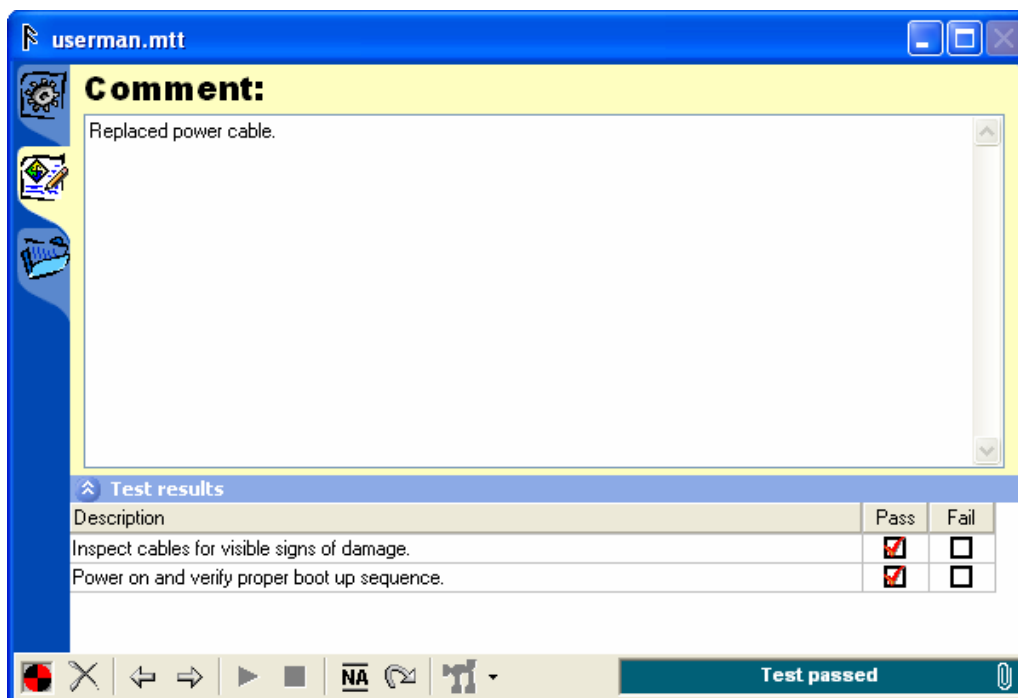 userman.mtt
Comment:
Replaced power cable.
Test results
Description Pass Fail
Inspect cables for visible signs of damage.
Power on and verify proper boot up sequence.
NA Test passed